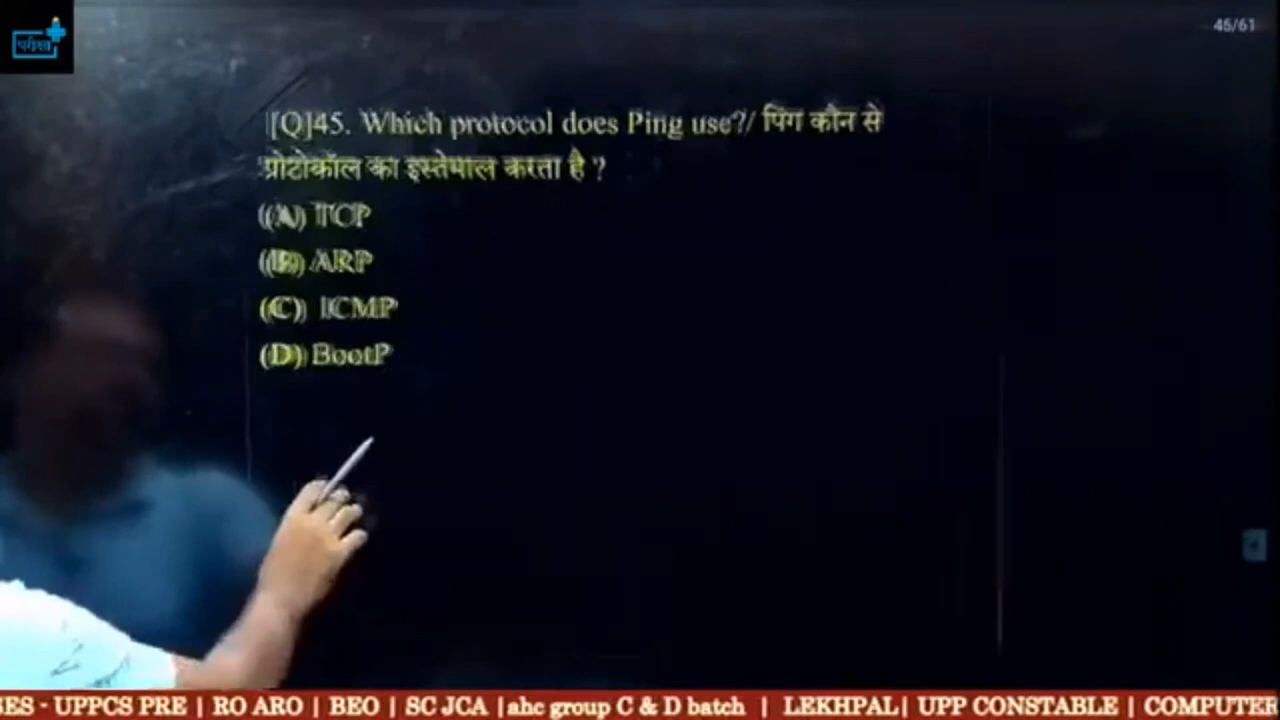 परीक्षा
45/61
[Q]45. Which protocol does Ping use?/ पिंग कौन से
प्रोटोकॉल का इस्तेमाल करता है ?
(A) TCP
(B) ARP
(C) ICMP
(D) BootP
SES - UPPCS PRE | RO ARO | BEO | SC JCA |ahc group C & D batch | LEKHPAL| UPP CONSTABLE | COMPUTER